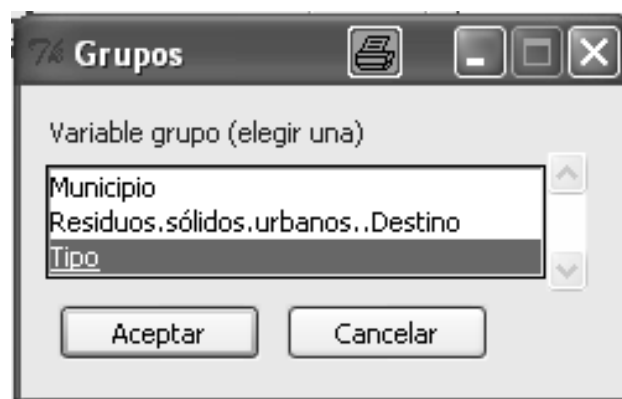 Grupos
Variable grupo (elegir una)
Municipio
Residuos.sólidos.urbanos..Destino
Tipo
Aceptar Cancelar